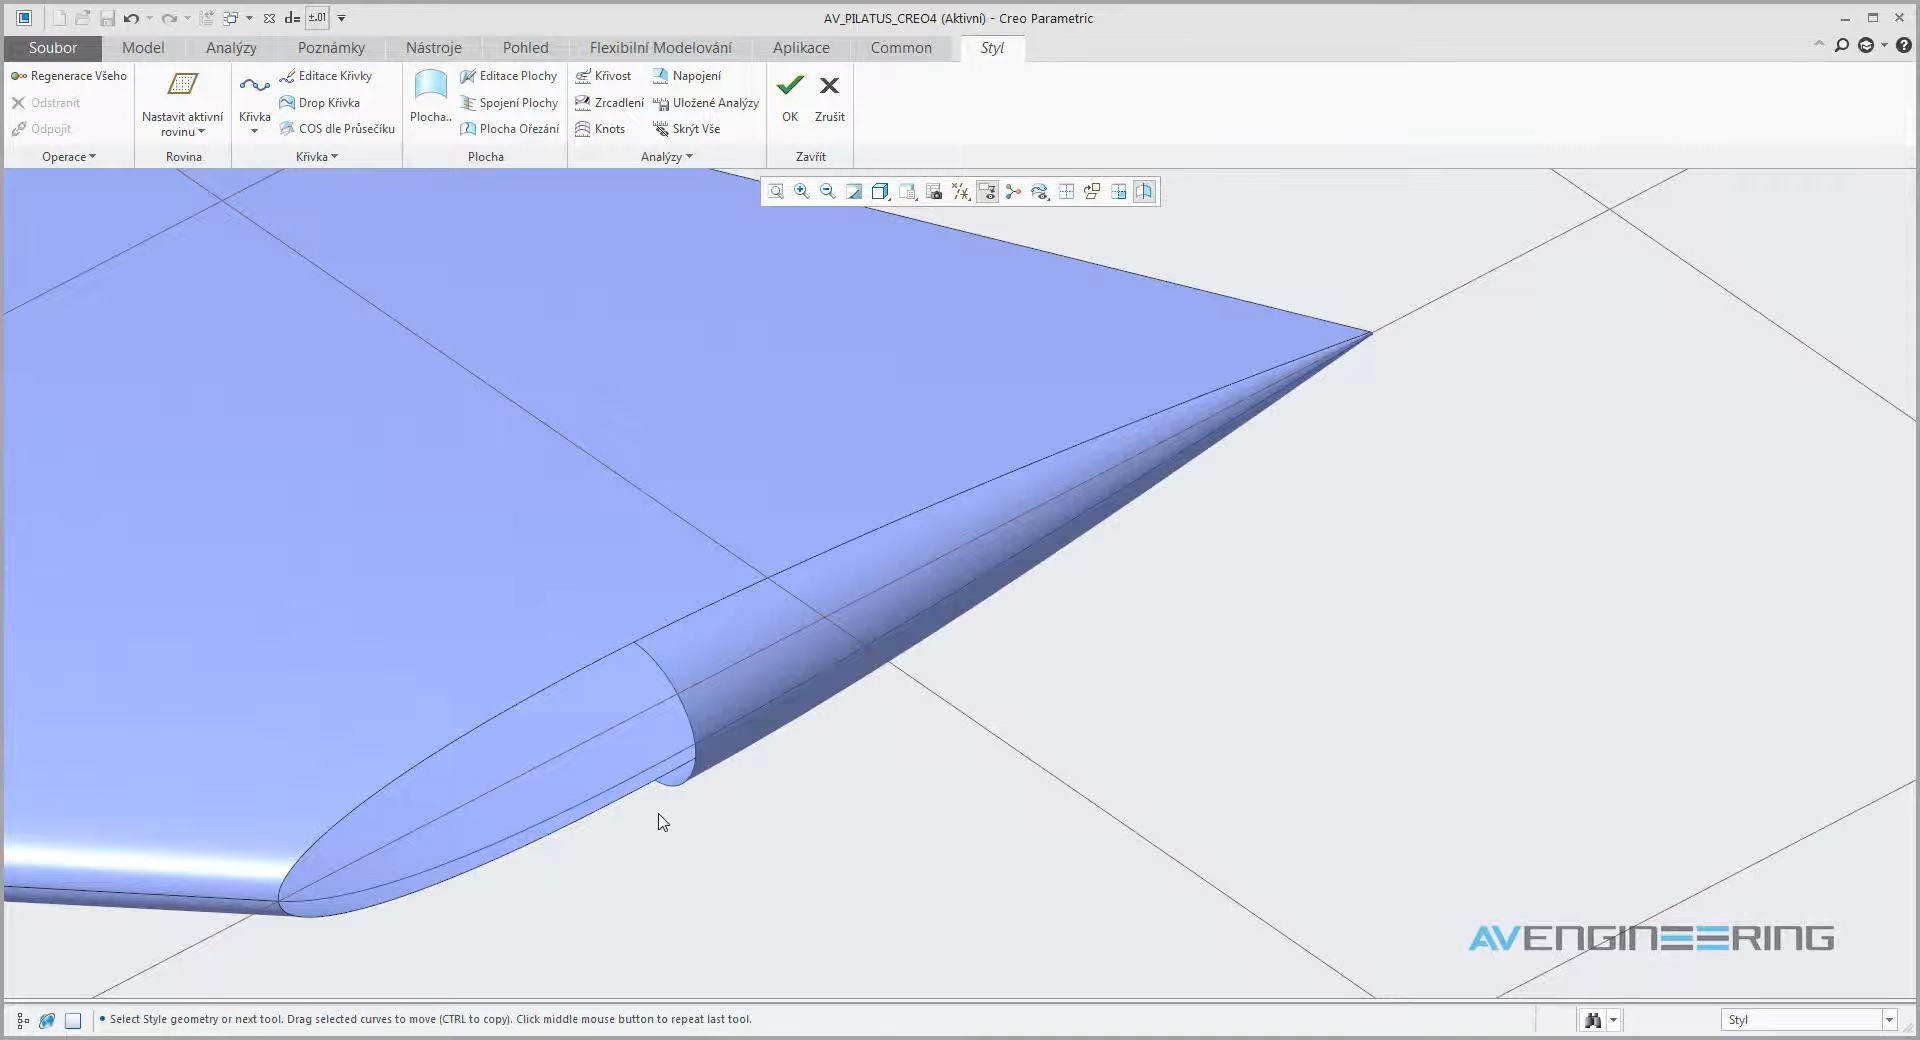 d= ±.01
AV_PILATUS_CREO4 (Aktivní) - Creo Parametric
Soubor Model Analýzy Poznámky Nástroje Pohled Flexibilní Modelování Aplikace Common Styl
Regenerace Všeho
Odstranit
Odpojit
Operace
Nastavit aktivní
rovinu
Rovina
Křivka
Editace Křivky
Drop Křivka
COS dle Průsečíku
Křivka
Plocha..
Editace Plochy
Spojení Plochy
Plocha Ořezání
Plocha
Křivost
Zrcadlení
Knots
Napojení
Uložené Analýzy
Skrýt Vše
Analýzy
OK
Zrušit
Zavřít
AVENGINEERING
• Select Style geometry or next tool. Drag selected curves to move (CTRL to copy). Click middle mouse button to repeat last tool.
Styl